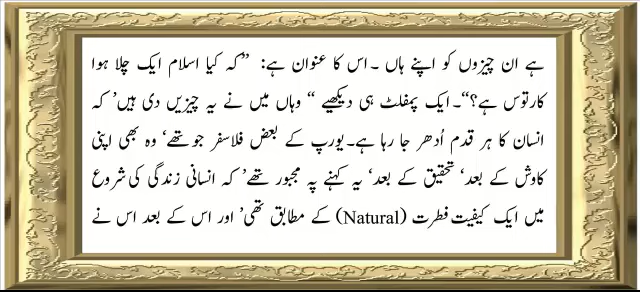 ہے ان چیزوں کو اپنے ہاں ۔ اس کا عنوان ہے: ”کہ کیا اسلام ایک چلا ہوا
کارتوس ہے؟“۔ ایک پمفلٹ ہی دیکھیے “ وہاں میں نے یہ چیزیں دی ہیں‘ کہ
انسان کا ہر قدم اُدھر جا رہا ہے۔ یورپ کے بعض فلاسفر جو تھے‘ وہ بھی اپنی
کاوش کے بعد‘ تحقیق کے بعد‘ یہ کہنے پہ مجبور تھے‘ کہ انسانی زندگی کی شروع
میں ایک کیفیت فطرت (Natural) کے مطابق تھی‘ اور اس کے بعد اس نے